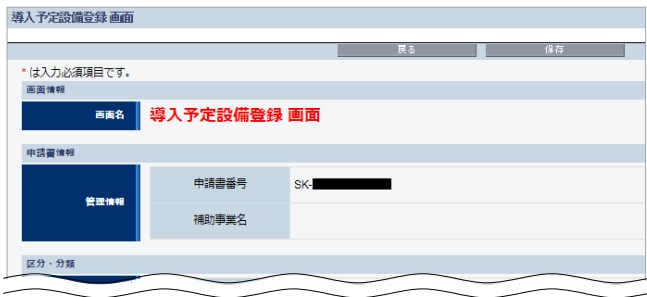 導入予定設備登録 画面
戻る 保存
* は入力必須項目です。
画面情報
画面名 導入予定設備登録 画面
申請書情報
管理情報
申請書番号 SK-
補助事業名
区分・分類